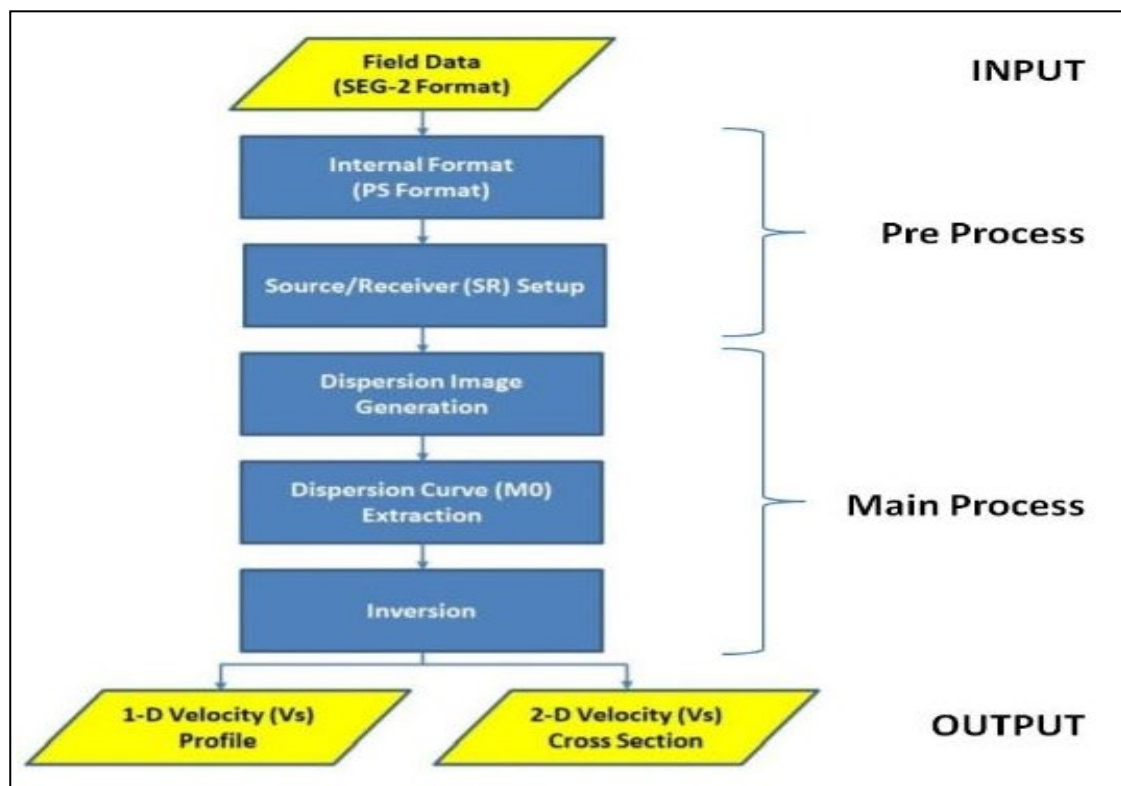 Field Data
(SEG-2 Format)
INPUT
Internal Format
(PS Format)
Pre Process
Source/Receiver (SR) Setup
Dispersion Image
Generation
Dispersion Curve (M0)
Extraction
Main Process
Inversion
1-D Velocity (Vs)
Profile
2-D Velocity (Vs)
Cross Section
OUTPUT